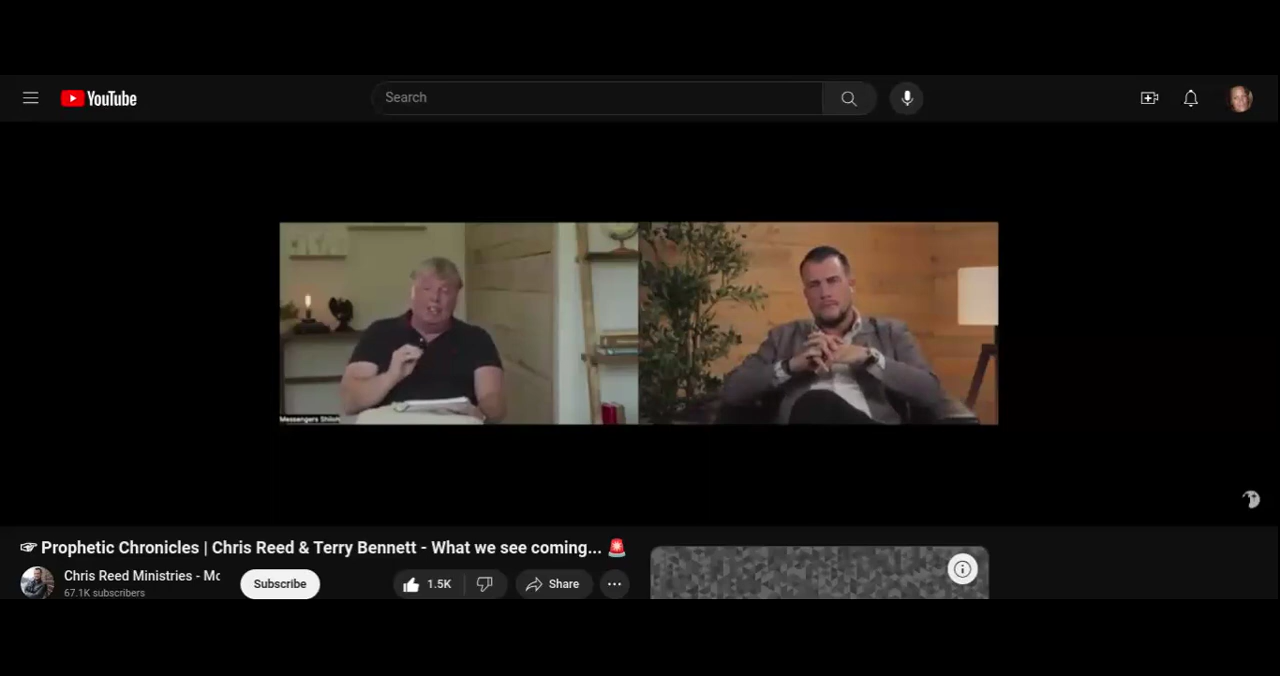 YouTube
Search
Messengers Shiloh
☞ Prophetic Chronicles | Chris Reed & Terry Bennett - What we see coming... 🚨
Chris Reed Ministries - Mo
67.1K subscribers
Subscribe
1.5K
Share